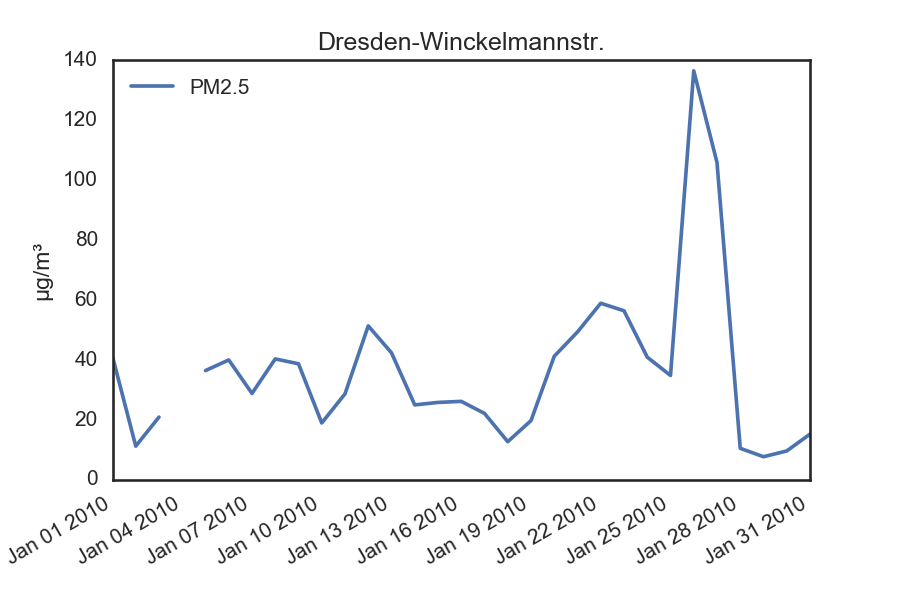 Dresden-Winckelmannstr.
PM2.5
µg/m³
140
120
100
80
60
40
20
0
Jan 01 2010
Jan 04 2010
Jan 07 2010
Jan 10 2010
Jan 13 2010
Jan 16 2010
Jan 19 2010
Jan 22 2010
Jan 25 2010
Jan 28 2010
Jan 31 2010